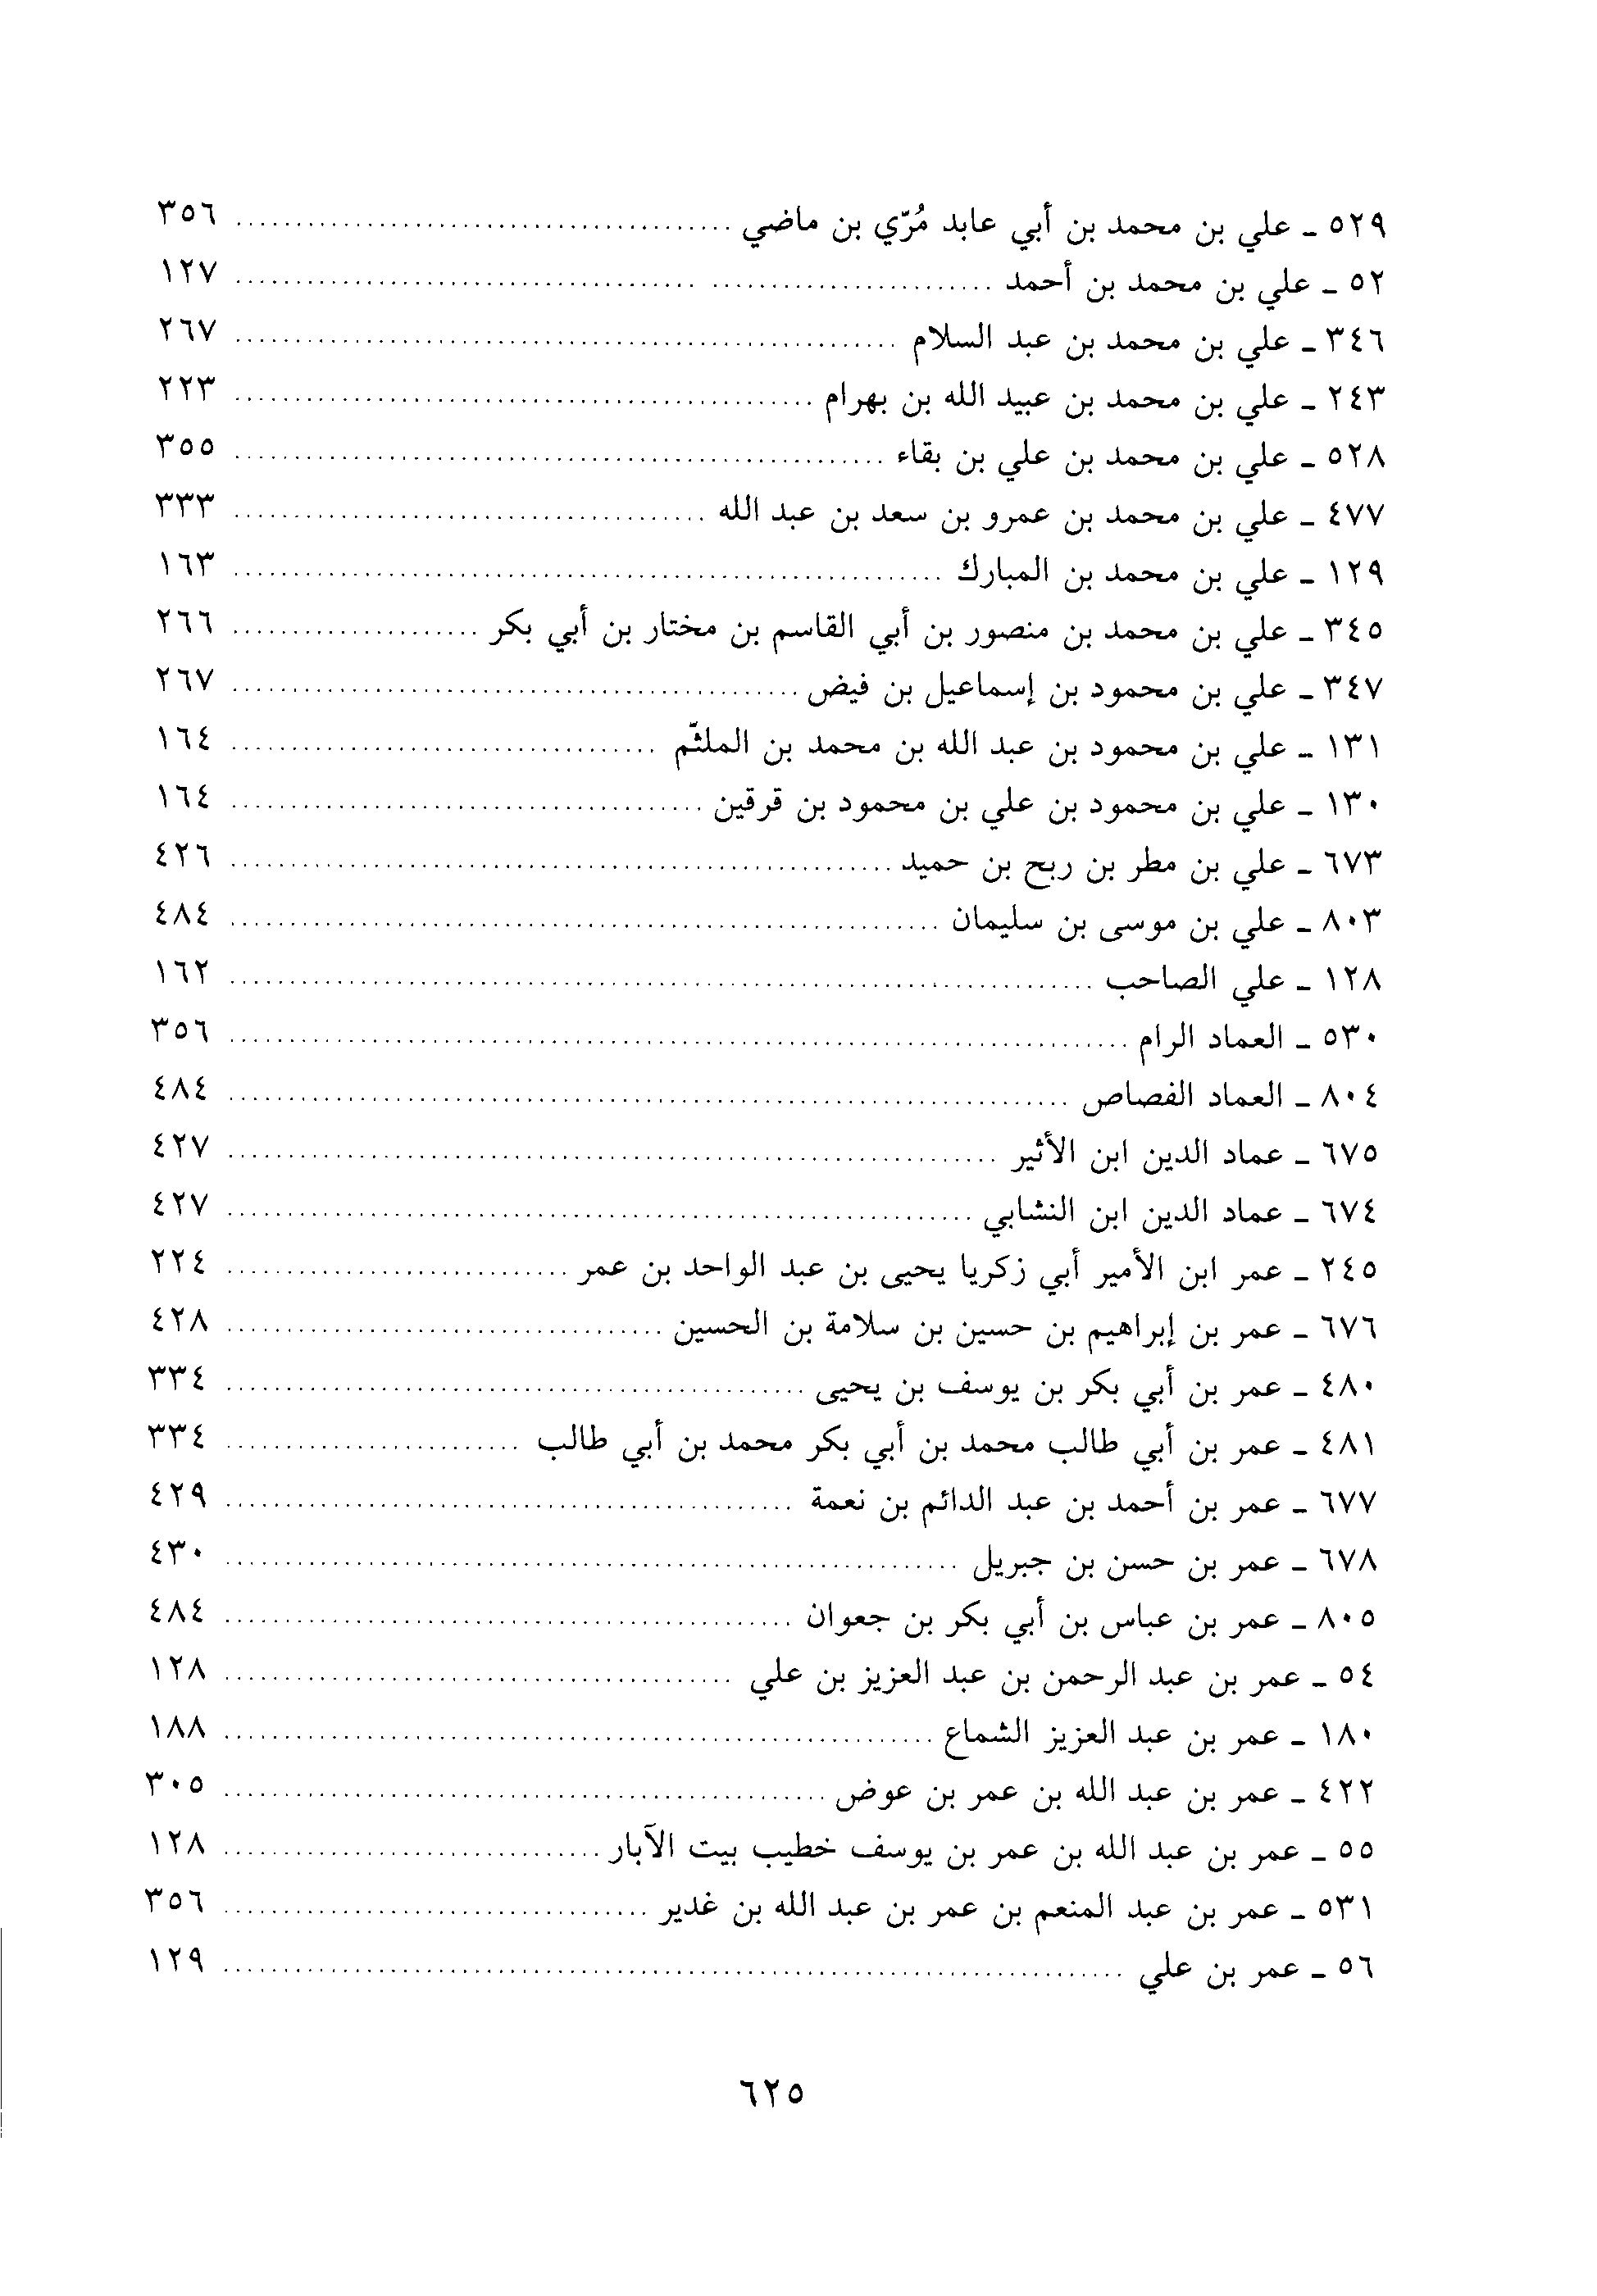 ٥٢٩ ـ علي بن محمد بن أبي عابد مُرّي بن ماضي ........ ٣٥٦
٥٢ ـ علي بن محمد بن أحمد ........ ١٢٧
٣٤٦ ـ علي بن محمد بن عبد السلام ........ ٢٦٧
٢٤٣ ـ علي بن محمد بن عبيد الله بن بهرام ........ ٢٢٣
٥٢٨ ـ علي بن محمد بن علي بن بقاء ........ ٣٥٥
٤٧٧ ـ علي بن محمد بن عمرو بن سعد بن عبد الله ........ ٣٣٣
١٢٩ ـ علي بن محمد بن المبارك ........ ١٦٣
٣٤٥ ـ علي بن محمد بن منصور بن أبي القاسم بن مختار بن أبي بكر ........ ٢٦٦
٣٤٧ ـ علي بن محمود بن إسماعيل بن فيض ........ ٢٦٧
١٣١ ـ علي بن محمود بن عبد الله بن محمد بن الملثّم ........ ١٦٤
١٣٠ ـ علي بن محمود بن علي بن محمود بن قرقين ........ ١٦٤
٦٧٣ ـ علي بن مطر بن ربح بن حميد ........ ٤٢٦
٨٠٣ ـ علي بن موسى بن سليمان ........ ٤٨٤
١٢٨ ـ علي الصاحب ........ ١٦٢
٥٣٠ ـ العماد الرام ........ ٣٥٦
٨٠٤ ـ العماد الفصاص ........ ٤٨٤
٦٧٥ ـ عماد الدين ابن الأثير ........ ٤٢٧
٦٧٤ ـ عماد الدين ابن النشابي ........ ٤٢٧
٢٤٥ ـ عمر ابن الأمير أبي زكريا يحيى بن عبد الواحد بن عمر ........ ٢٢٤
٦٧٦ ـ عمر بن إبراهيم بن حسين بن سلامة بن الحسين ........ ٤٢٨
٤٨٠ ـ عمر بن أبي بكر بن يوسف بن يحيى ........ ٣٣٤
٤٨١ ـ عمر بن أبي طالب محمد بن أبي بكر محمد بن أبي طالب ........ ٣٣٤
٦٧٧ ـ عمر بن أحمد بن عبد الدائم بن نعمة ........ ٤٢٩
٦٧٨ ـ عمر بن حسن بن جبريل ........ ٤٣٠
٨٠٥ ـ عمر بن عباس بن أبي بكر بن جعوان ........ ٤٨٤
٥٤ ـ عمر بن عبد الرحمن بن عبد العزيز بن علي ........ ١٢٨
١٨٠ ـ عمر بن عبد العزيز الشماع ........ ١٨٨
٤٢٢ ـ عمر بن عبد الله بن عمر بن عوض ........ ٣٠٥
٥٥ ـ عمر بن عبد الله بن عمر بن يوسف خطيب بيت الآبار ........ ١٢٨
٥٣١ ـ عمر بن عبد المنعم بن عمر بن عبد الله بن غدير ........ ٣٥٦
٥٦ ـ عمر بن علي ........ ١٢٩
٦٢٥